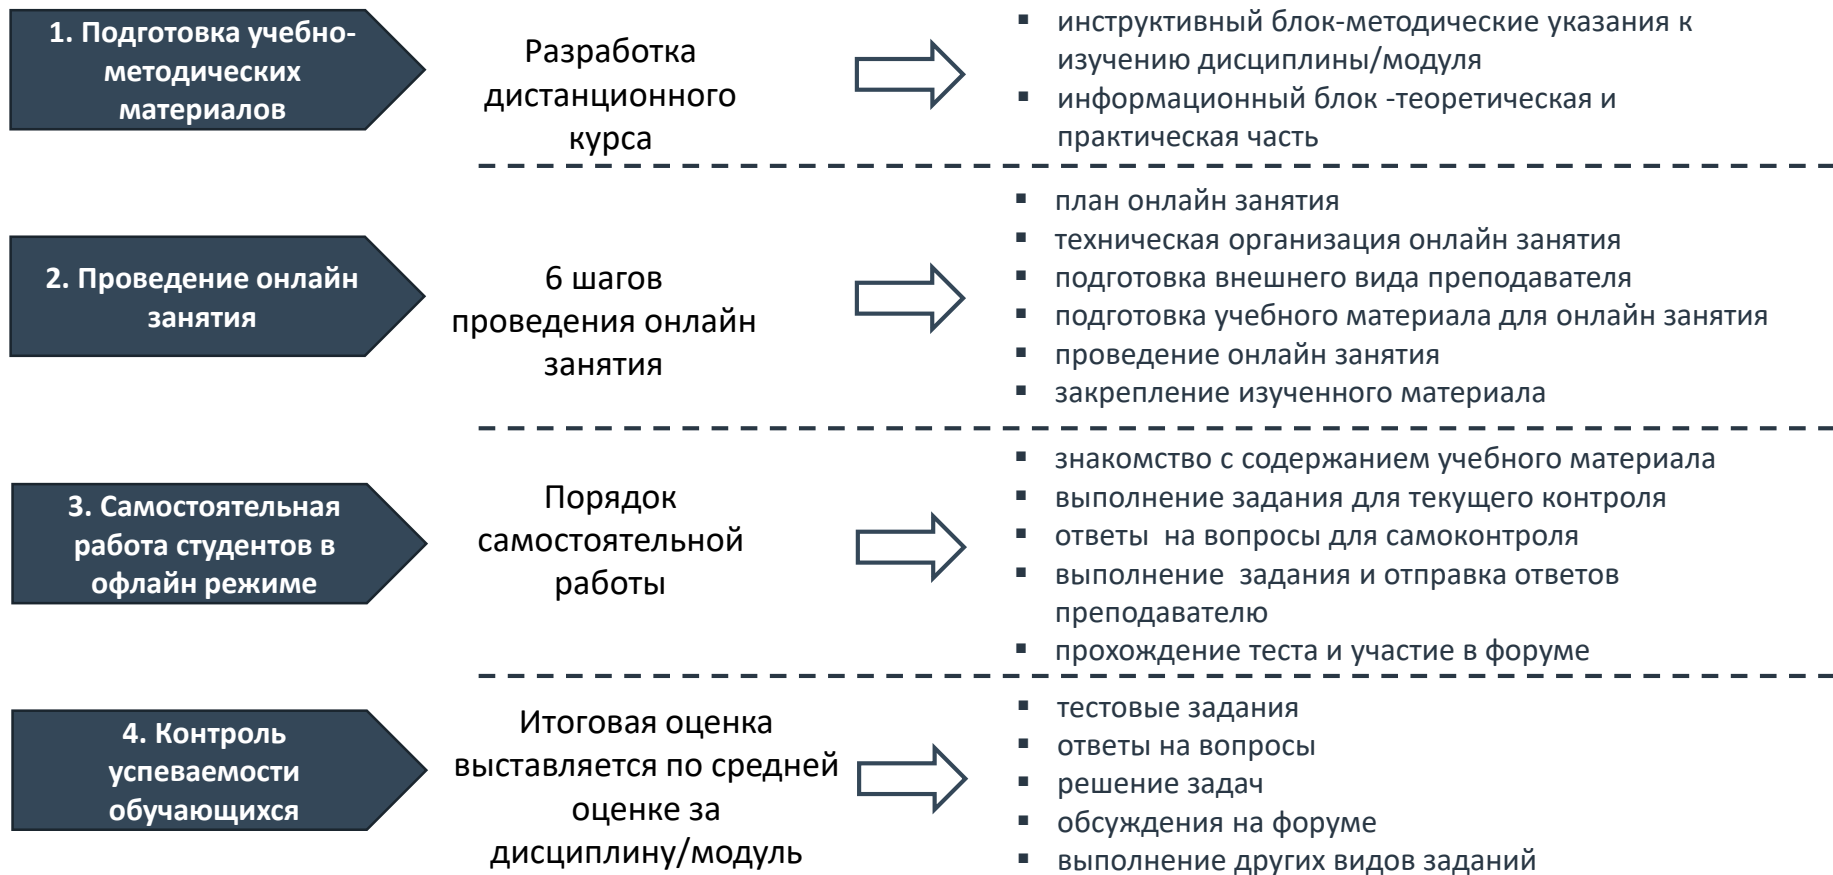 1. Подготовка учебно-
методических
материалов
Разработка
дистанционного
курса
▪ инструктивный блок-методические указания к
изучению дисциплины/модуля
▪ информационный блок -теоретическая и
практическая часть
2. Проведение онлайн
занятия
6 шагов
проведения онлайн
занятия
▪ план онлайн занятия
▪ техническая организация онлайн занятия
▪ подготовка внешнего вида преподавателя
▪ подготовка учебного материала для онлайн занятия
▪ проведение онлайн занятия
▪ закрепление изученного материала
3. Самостоятельная
работа студентов в
офлайн режиме
Порядок
самостоятельной
работы
▪ знакомство с содержанием учебного материала
▪ выполнение задания для текущего контроля
▪ ответы  на вопросы для самоконтроля
▪ выполнение  задания и отправка ответов
преподавателю
▪ прохождение теста и участие в форуме
4. Контроль
успеваемости
обучающихся
Итоговая оценка
выставляется по средней
оценке за
дисциплину/модуль
▪ тестовые задания
▪ ответы на вопросы
▪ решение задач
▪ обсуждения на форуме
▪ выполнение других видов заданий